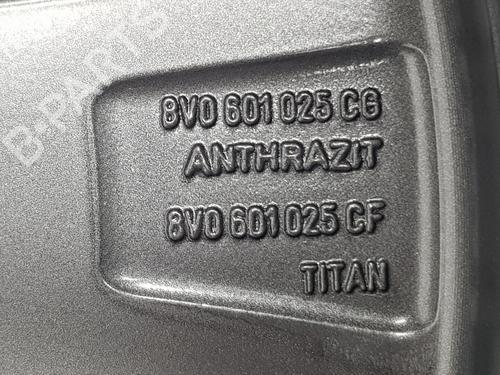 B-PARTS
8V0 601 025 CG
ANTHRAZIT
8V0 601 025 CF
TITAN